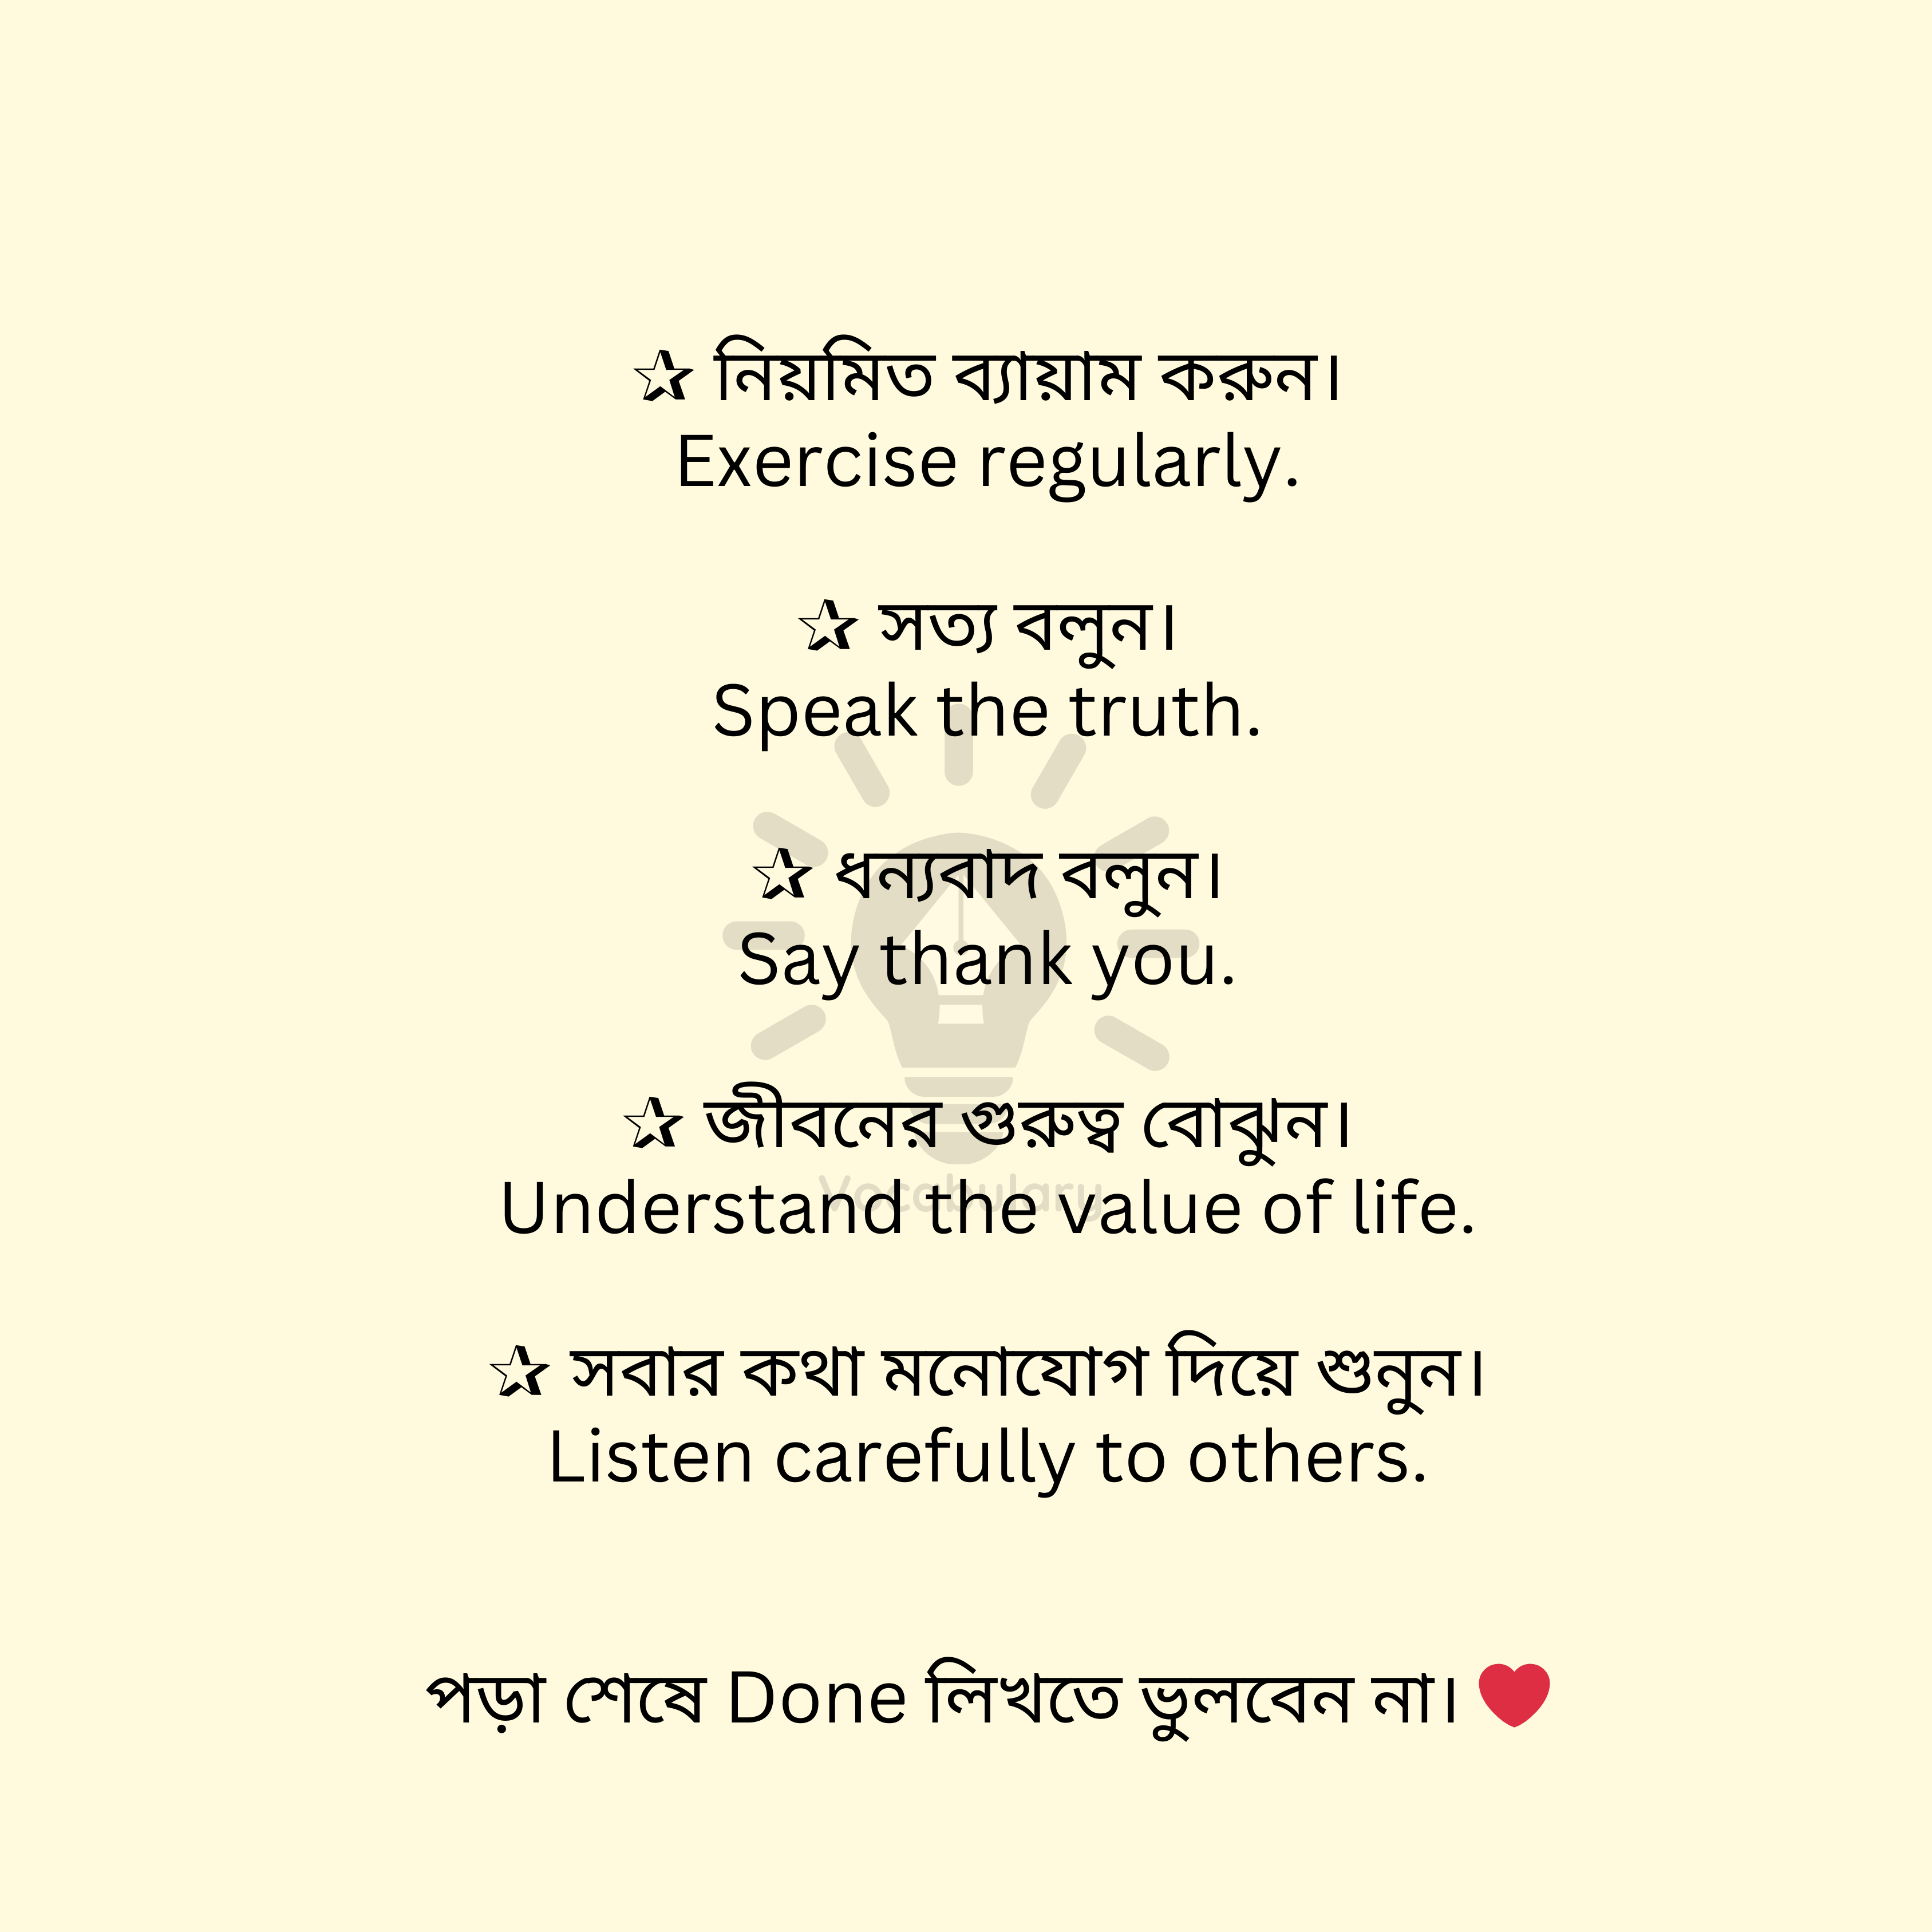 ✰ নিয়মিত ব্যায়াম করুন।
Exercise regularly.
✰ সত্য বলুন।
Speak the truth.
✰ ধন্যবাদ বলুন।
Say thank you.
✰ জীবনের গুরুত্ব বোঝুন।
Vocabulary
Understand the value of life.
✰ সবার কথা মনোযোগ দিয়ে শুনুন।
Listen carefully to others.
পড়া শেষে Done লিখতে ভুলবেন না। ❤️